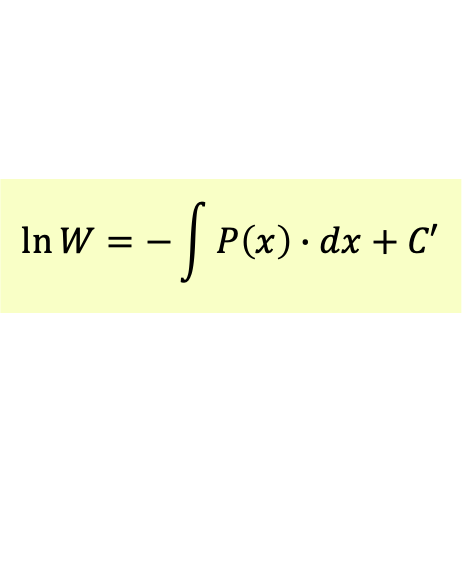 ln W = − ∫ P(x) · dx + C′